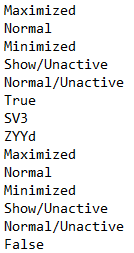 Maximized
Normal
Minimized
Show/Unactive
Normal/Unactive
True
SV3
ZYYd
Maximized
Normal
Minimized
Show/Unactive
Normal/Unactive
False